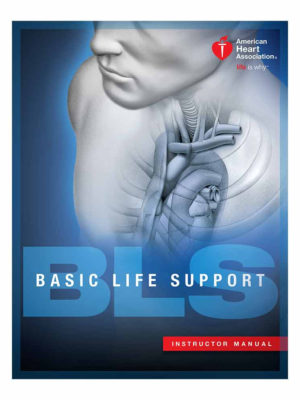 American
Heart
Association®
life is why™
BLS
BASIC LIFE SUPPORT
INSTRUCTOR MANUAL